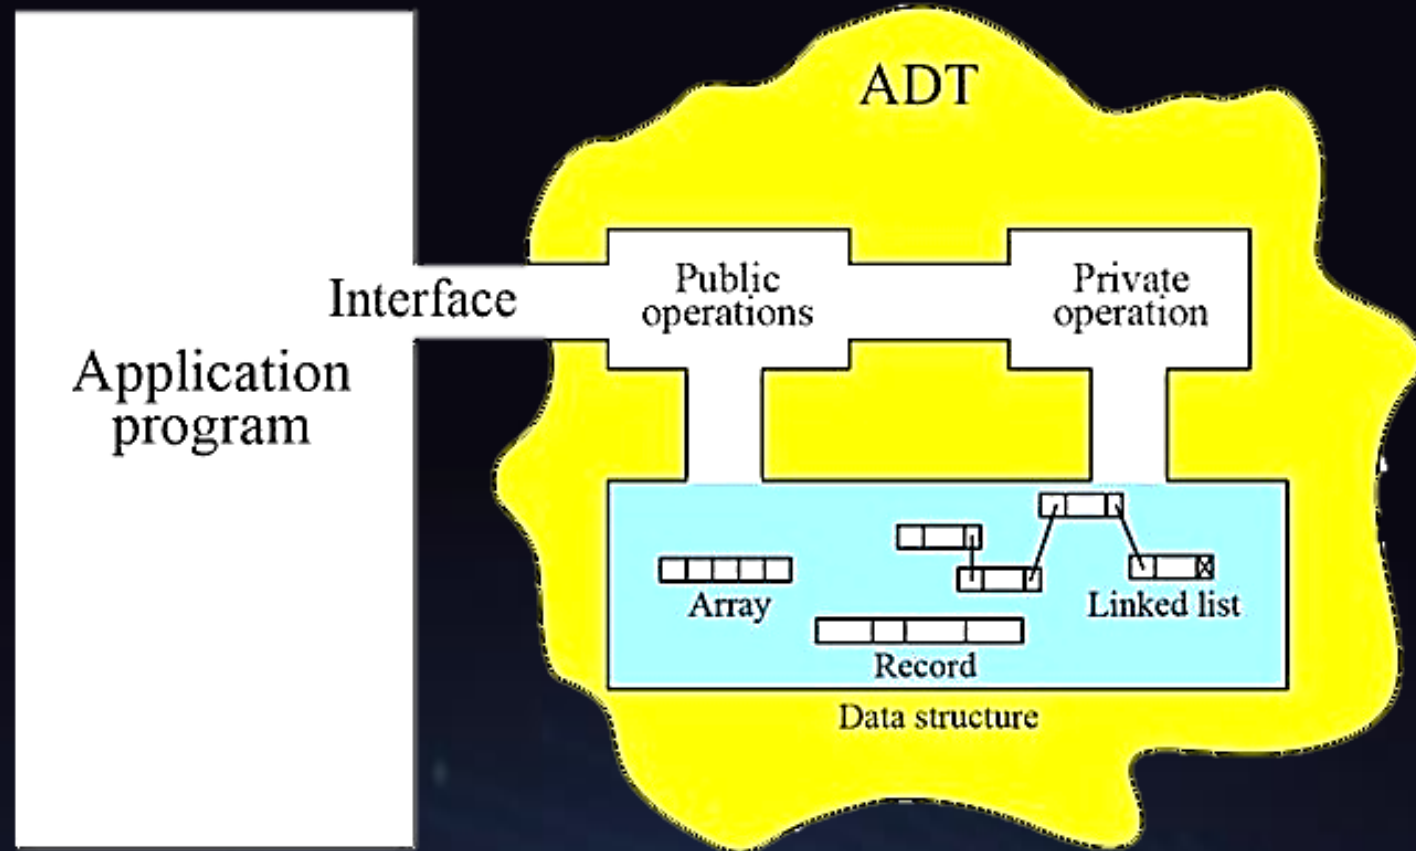 ADT
Interface
Application
program
Public
operations
Private
operation
Array
Linked list
Record
Data structure